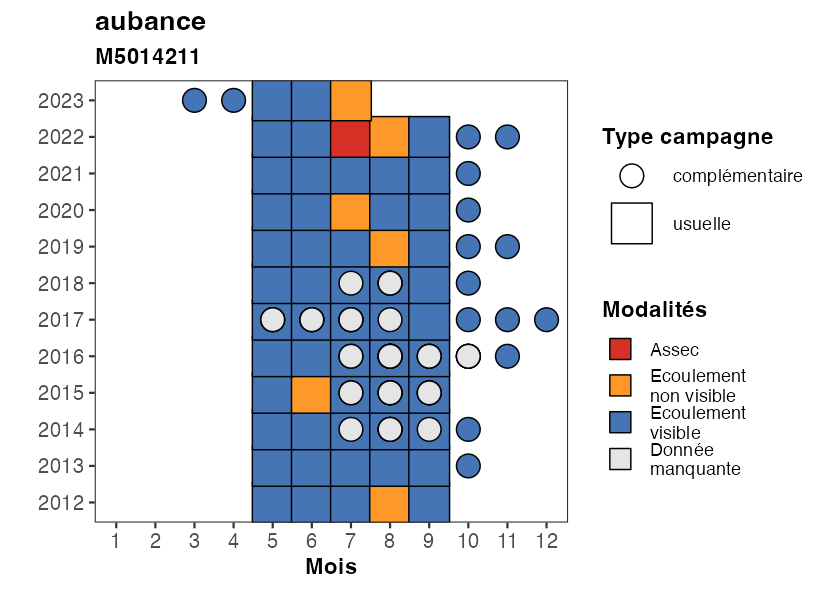 aubance
M5014211
2023
2022
2021
2020
2019
2018
2017
2016
2015
2014
2013
2012
1 2 3 4 5 6 7 8 9 10 11 12
Mois
Type campagne
complémentaire
usuelle
Modalités
Assec
Ecoulement
non visible
Ecoulement
visible
Donnée
manquante